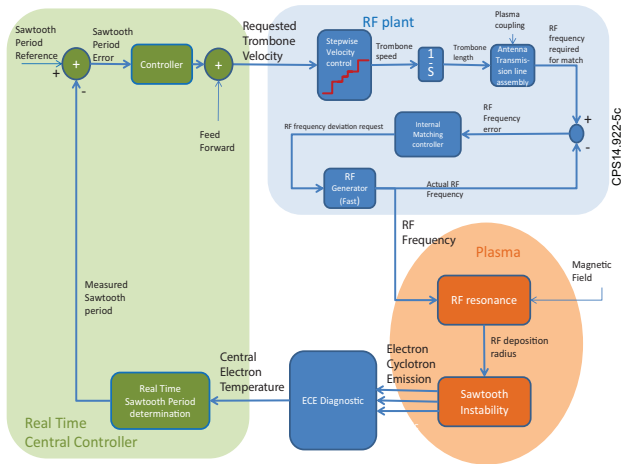 Sawtooth
Period
Reference
+
+
-
Sawtooth
Period
Error
Controller
+
Feed
Forward
Requested
Trombone
Velocity
RF plant
Stepwise
Velocity
control
Trombone
speed
1
S
Trombone
length
Plasma
coupling
Antenna
Transmis-
sion line
assembly
RF
frequency
required
for match
+
-
RF
Frequency
error
Internal
Matching
controller
RF frequency deviation request
RF
Generator
(Fast)
Actual RF
Frequency
CPS14.922-5c
RF
Frequency
Plasma
Magnetic
Field
RF resonance
RF deposition
radius
Sawtooth
Instability
Electron
Cyclotron
Emission
ECE Diagnostic
Central
Electron
Temperature
Real Time
Sawtooth Period
determination
Measured
Sawtooth
period
Real Time
Central Controller